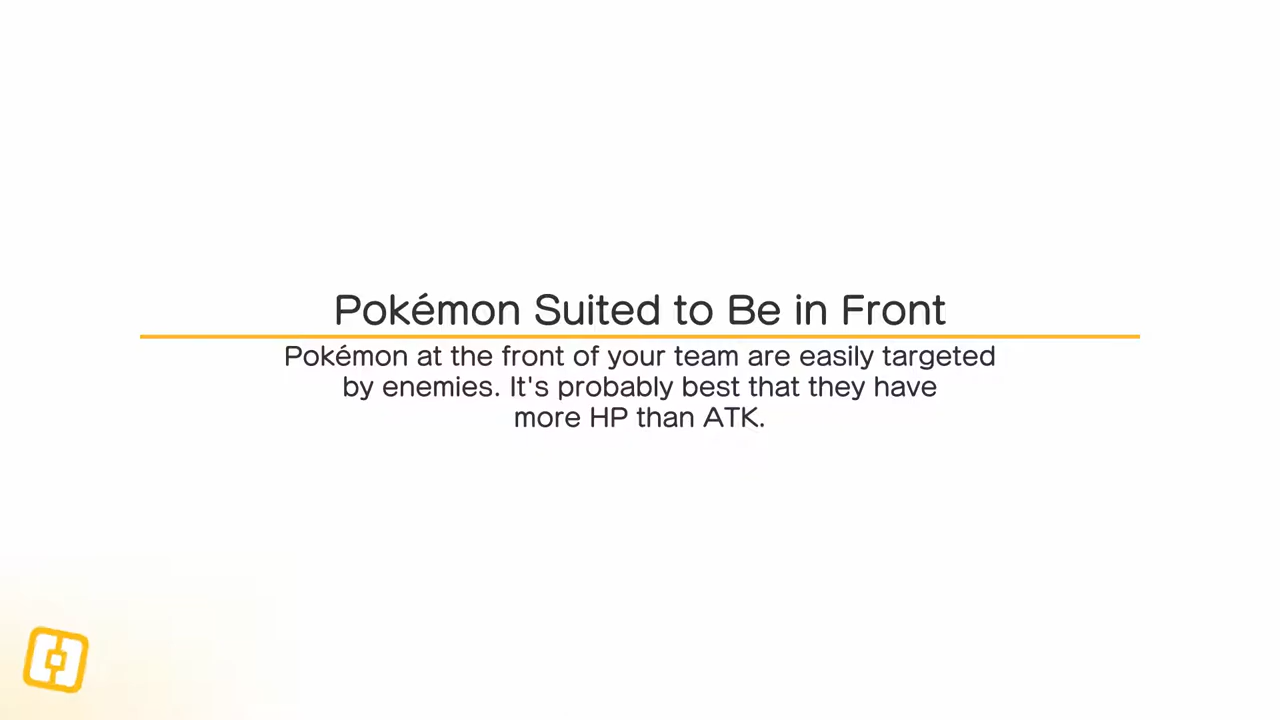 Pokémon Suited to Be in Front
Pokémon at the front of your team are easily targeted
by enemies. It's probably best that they have
more HP than ATK.